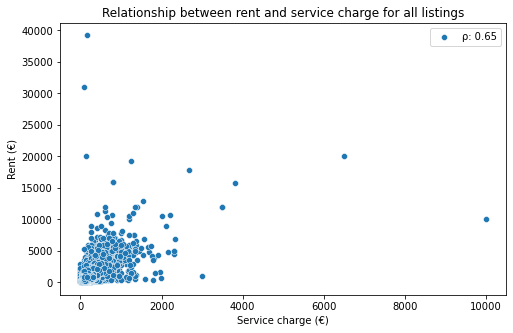 Relationship between rent and service charge for all listings
ρ: 0.65
Rent (€)
40000
35000
30000
25000
20000
15000
10000
5000
0
0 2000 4000 6000 8000 10000
Service charge (€)